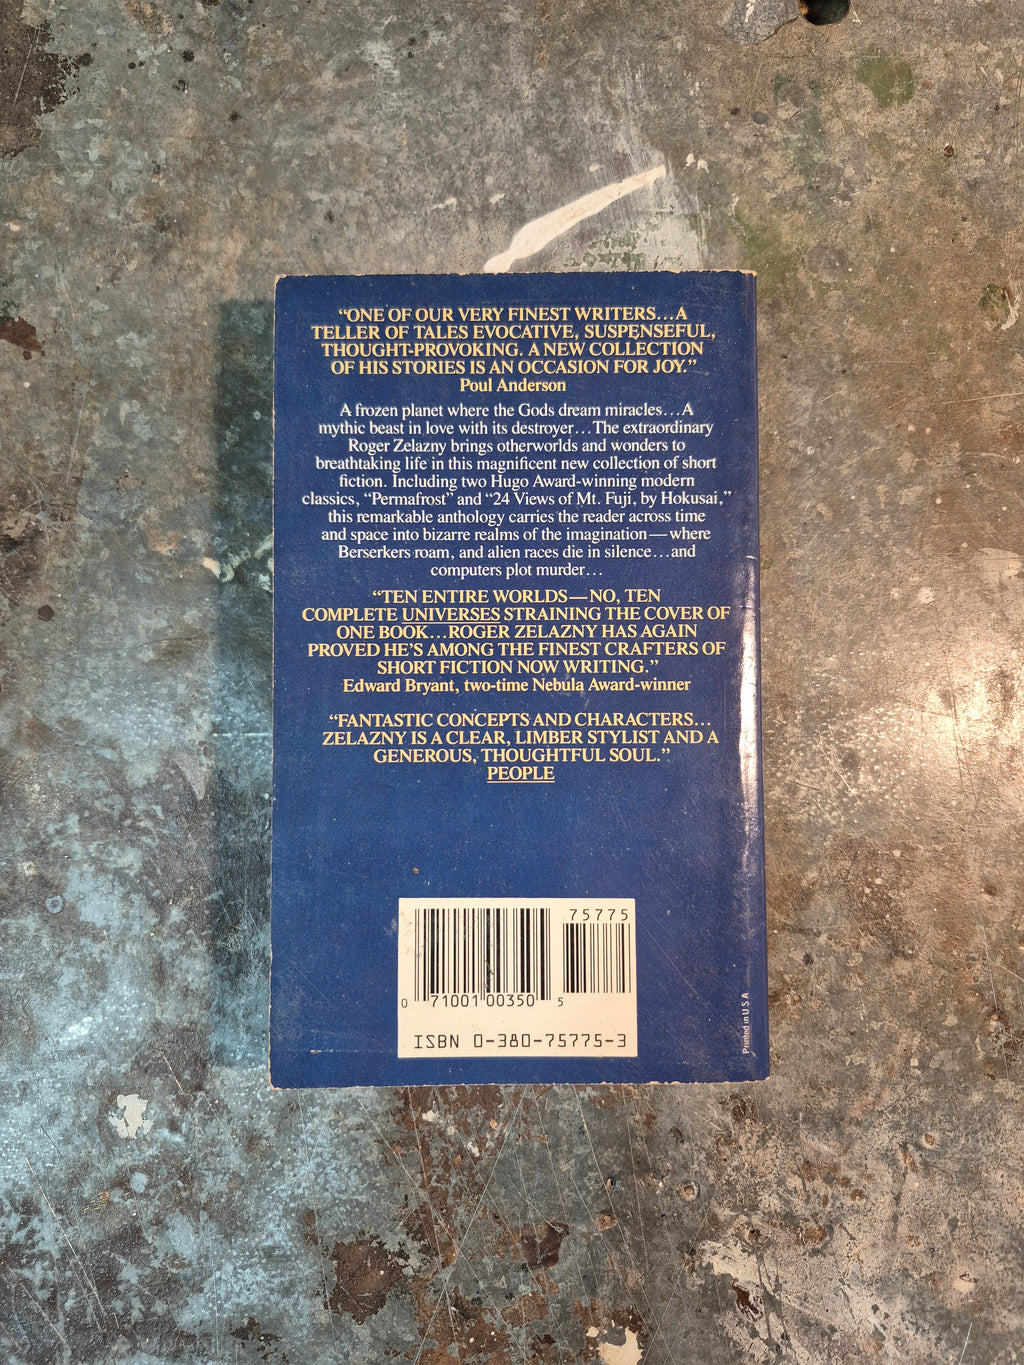 “ONE OF OUR VERY FINEST WRITERS...A
TELLER OF TALES EVOCATIVE, SUSPENSEFUL,
THOUGHT-PROVOKING. A NEW COLLECTION
OF HIS STORIES IS AN OCCASION FOR JOY.”
Poul Anderson
A frozen planet where the Gods dream miracles...A
mythic beast in love with its destroyer...The extraordinary
Roger Zelazny brings otherworlds and wonders to
breathtaking life in this magnificent new collection of short
fiction. Including two Hugo Award-winning modern
classics, “Permafrost” and “24 Views of Mt. Fuji, by Hokusai,”
this remarkable anthology carries the reader across time
and space into bizarre realms of the imagination—where
Berserkers roam, and alien races die in silence...and
computers plot murder...
“TEN ENTIRE WORLDS—NO, TEN
COMPLETE UNIVERSES STRAINING THE COVER OF
ONE BOOK...ROGER ZELAZNY HAS AGAIN
PROVED HE’S AMONG THE FINEST CRAFTERS OF
SHORT FICTION NOW WRITING.”
Edward Bryant, two-time Nebula Award-winner
“FANTASTIC CONCEPTS AND CHARACTERS...
ZELAZNY IS A CLEAR, LIMBER STYLIST AND A
GENEROUS, THOUGHTFUL SOUL.”
PEOPLE
75775
0 71001 00350 5
ISBN 0-380-75775-3
Printed in U S A